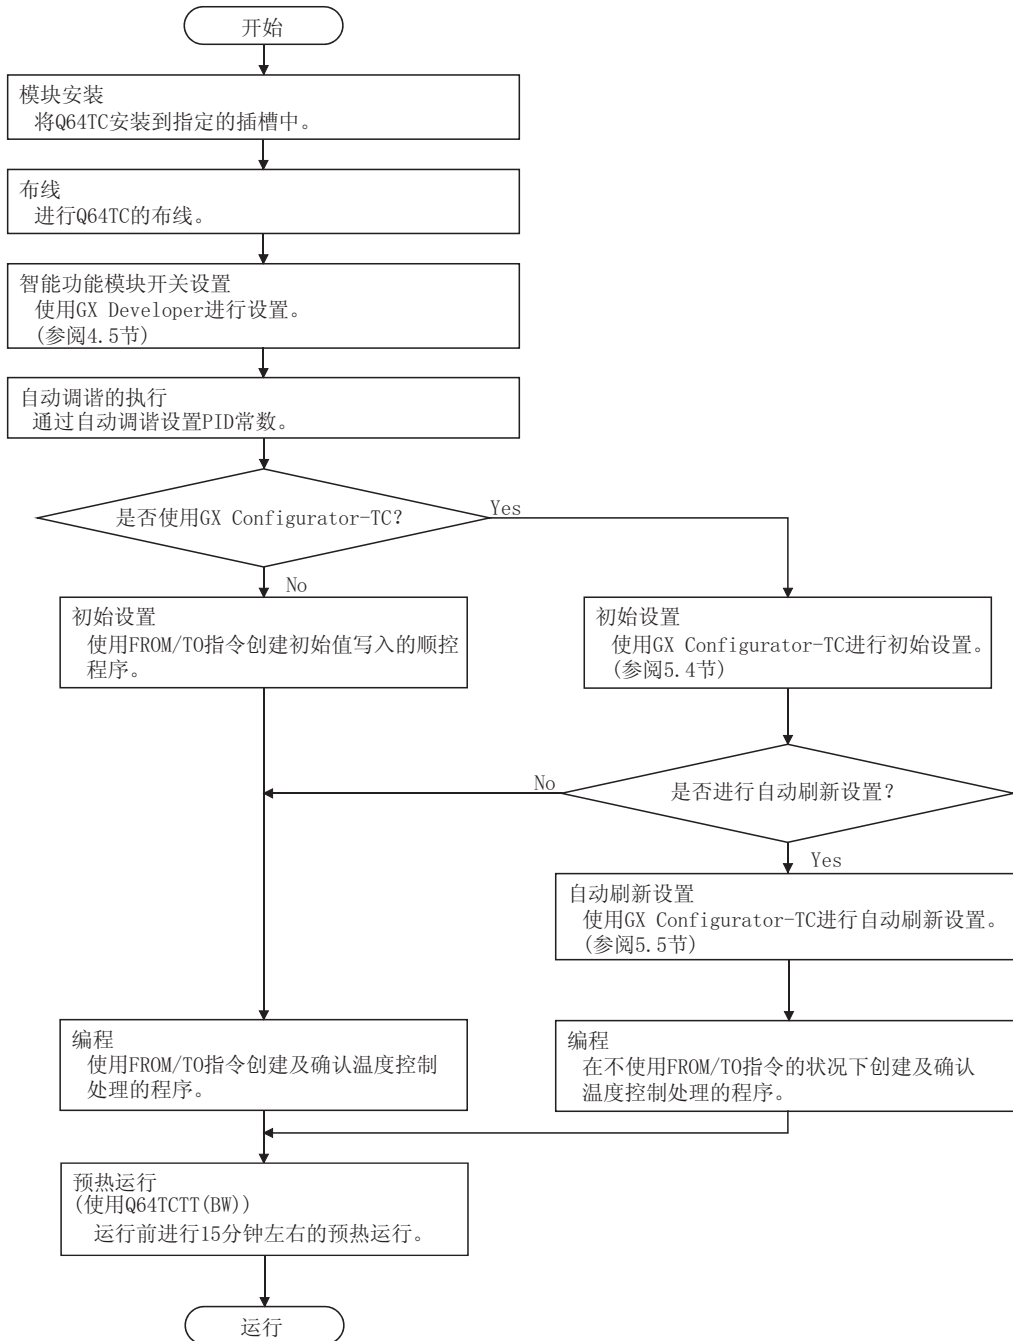 开始
模块安装
将Q64TC安装到指定的插槽中。
布线
进行Q64TC的布线。
智能功能模块开关设置
使用GX Developer进行设置。
(参阅4.5节)
自动调谐的执行
通过自动调谐设置PID常数。
是否使用GX Configurator-TC?
Yes
No
初始设置
使用FROM/TO指令创建初始值写入的顺控
程序。
初始设置
使用GX Configurator-TC进行初始设置。
(参阅5.4节)
是否进行自动刷新设置?
No
Yes
自动刷新设置
使用GX Configurator-TC进行自动刷新设置。
(参阅5.5节)
编程
使用FROM/TO指令创建及确认温度控制
处理的程序。
编程
在不使用FROM/TO指令的状况下创建及确认
温度控制处理的程序。
预热运行
(使用Q64TCTT(BW))
运行前进行15分钟左右的预热运行。
运行